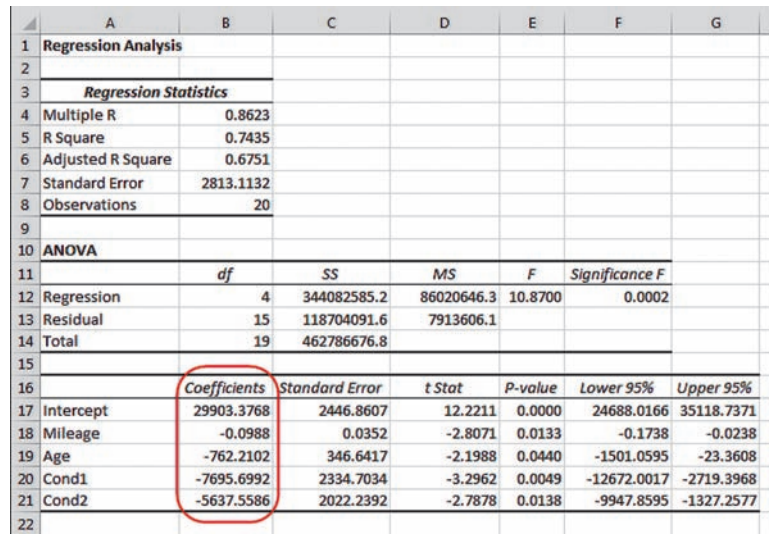 A B C D E F G
1 Regression Analysis
2
3 Regression Statistics
4 Multiple R 0.8623
5 R Square 0.7435
6 Adjusted R Square 0.6751
7 Standard Error 2813.1132
8 Observations 20
9
10 ANOVA
11 df SS MS F Significance F
12 Regression 4 344082585.2 86020646.3 10.8700 0.0002
13 Residual 15 118704091.6 7913606.1
14 Total 19 462786676.8
15
16 Coefficients Standard Error t Stat P-value Lower 95% Upper 95%
17 Intercept 29903.3768 2446.8607 12.2211 0.0000 24688.0166 35118.7371
18 Mileage -0.0988 0.0352 -2.8071 0.0133 -0.1738 -0.0238
19 Age -762.2102 346.6417 -2.1988 0.0440 -1501.0595 -23.3608
20 Cond1 -7695.6992 2334.7034 -3.2962 0.0049 -12672.0017 -2719.3968
21 Cond2 -5637.5586 2022.2392 -2.7878 0.0138 -9947.8595 -1327.2577
22